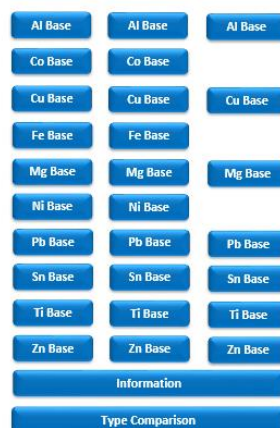 Al Base Al Base Al Base
Co Base Co Base
Cu Base Cu Base Cu Base
Fe Base Fe Base
Mg Base Mg Base Mg Base
Ni Base Ni Base
Pb Base Pb Base Pb Base
Sn Base Sn Base Sn Base
Ti Base Ti Base Ti Base
Zn Base Zn Base Zn Base
Information
Type Comparison